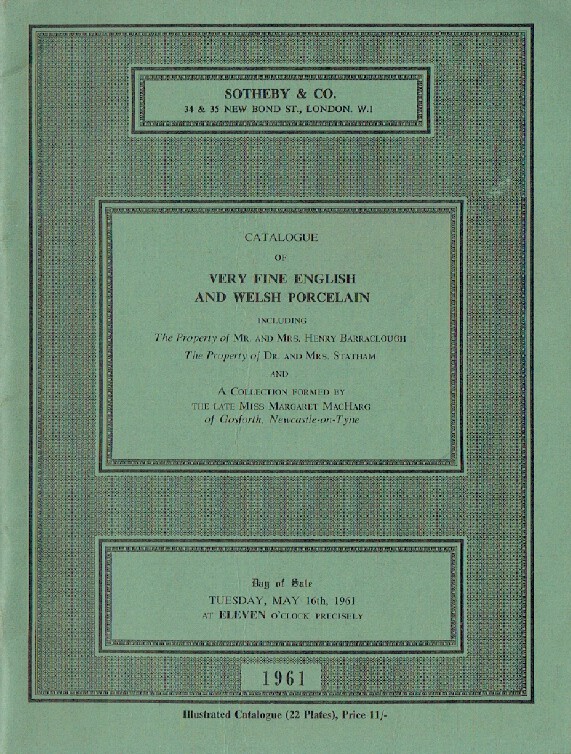 SOTHEBY & CO.
34 & 35 NEW BOND ST., LONDON, W.1
CATALOGUE
OF
VERY FINE ENGLISH
AND WELSH PORCELAIN
INCLUDING
The Property of MR. AND MRS. HENRY BARRACLOUGH
The Property of DR. AND MRS. STATHAM
AND
A COLLECTION FORMED BY
THE LATE MISS MARGARET MACHARG
of Gosforth, Newcastle-on-Tyne
Day of Sale
TUESDAY, MAY 16th, 1961
AT ELEVEN O'CLOCK PRECISELY
1961
Illustrated Catalogue (22 Plates), Price 11/-